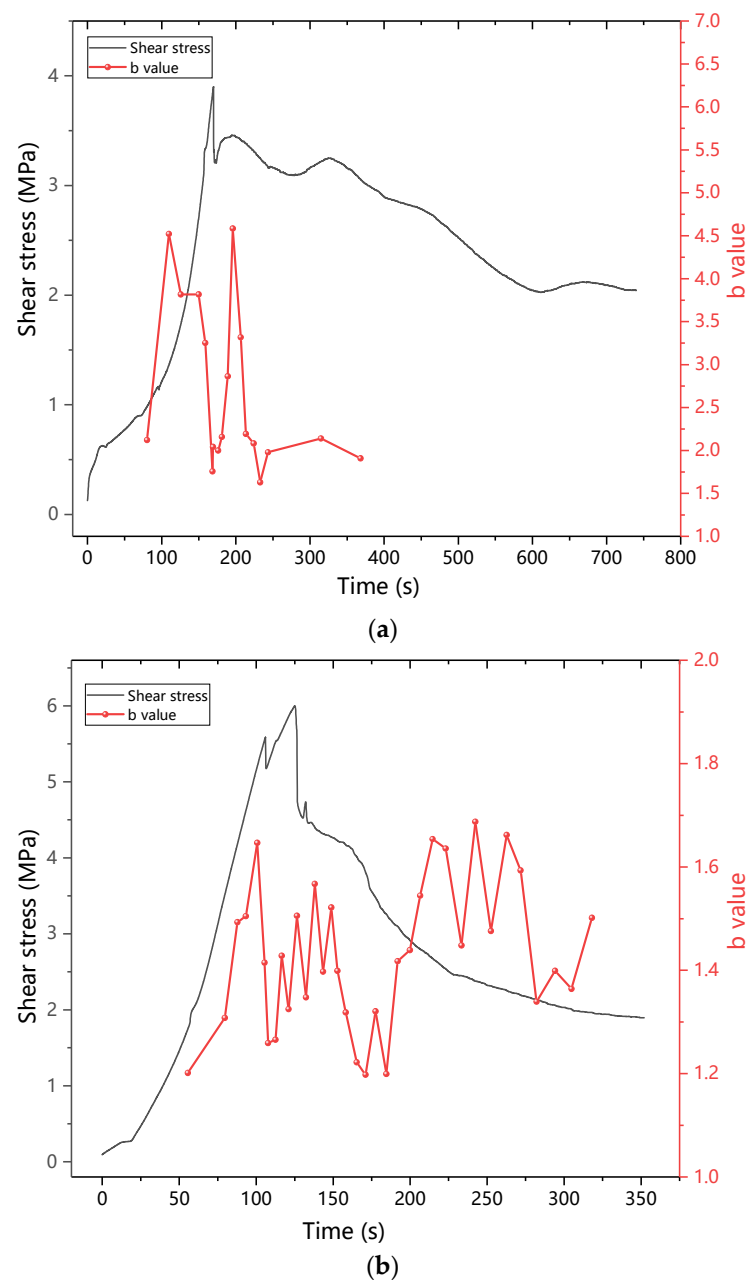 Shear stress
b value
Shear stress (MPa)
4
3
2
1
0
7.0
6.5
6.0
5.5
5.0
4.5
4.0
3.5
3.0
2.5
2.0
1.5
1.0
b value
0 100 200 300 400 500 600 700 800
Time (s)
(a)
Shear stress
b value
Shear stress (MPa)
6
5
4
3
2
1
0
2.0
1.8
1.6
1.4
1.2
1.0
b value
0 50 100 150 200 250 300 350
Time (s)
(b)